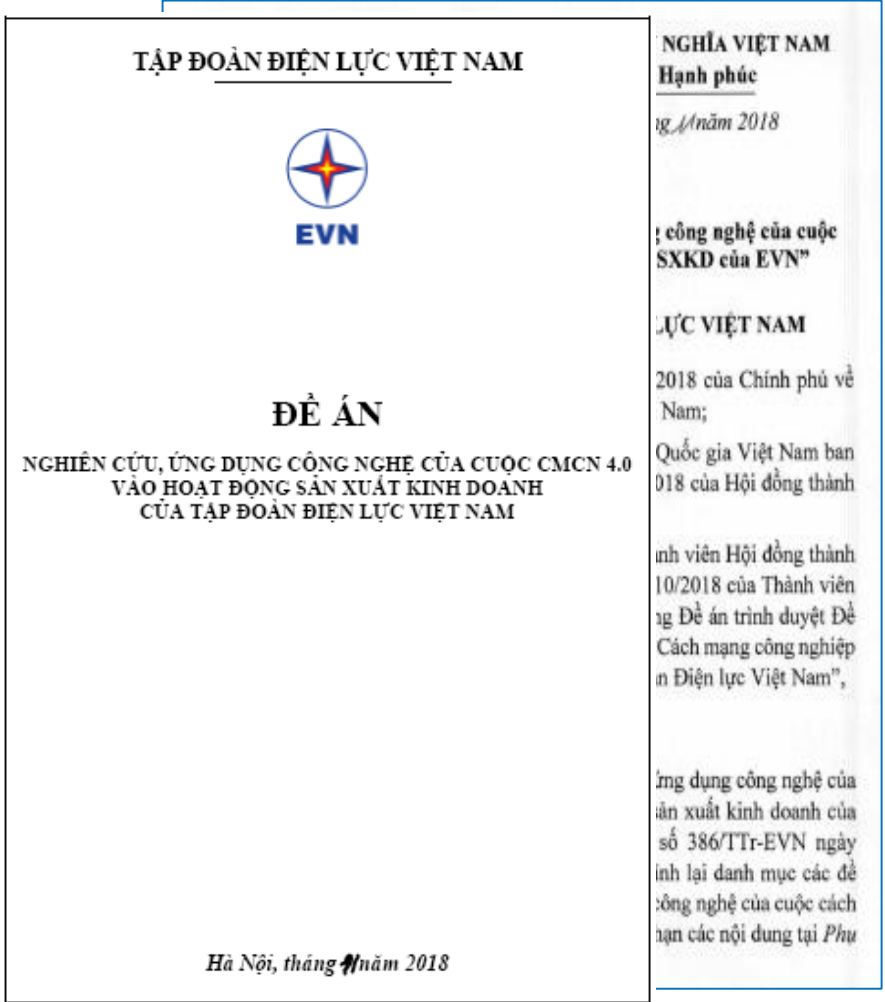 TẬP ĐOÀN ĐIỆN LỰC VIỆT NAM
EVN
ĐỀ ÁN
NGHIÊN CỨU, ỨNG DỤNG CÔNG NGHỆ CỦA CUỘC CMCN 4.0
VÀO HOẠT ĐỘNG SẢN XUẤT KINH DOANH
CỦA TẬP ĐOÀN ĐIỆN LỰC VIỆT NAM
Hà Nội, tháng 11 năm 2018
NGHĨA VIỆT NAM
Hạnh phúc
năm 2018
công nghệ của cuộc
SXKD của EVN”
LỰC VIỆT NAM
2018 của Chính phủ về
Nam;
Quốc gia Việt Nam ban
018 của Hội đồng thành
viên Hội đồng thành
10/2018 của Thành viên
Đề án trình duyệt Đề
Cách mạng công nghiệp
Điện lực Việt Nam”,
ứng dụng công nghệ của
sản xuất kinh doanh của
số 386/TTr-EVN ngày
lại danh mục các đề
công nghệ của cuộc cách
hạn các nội dung tại Phụ